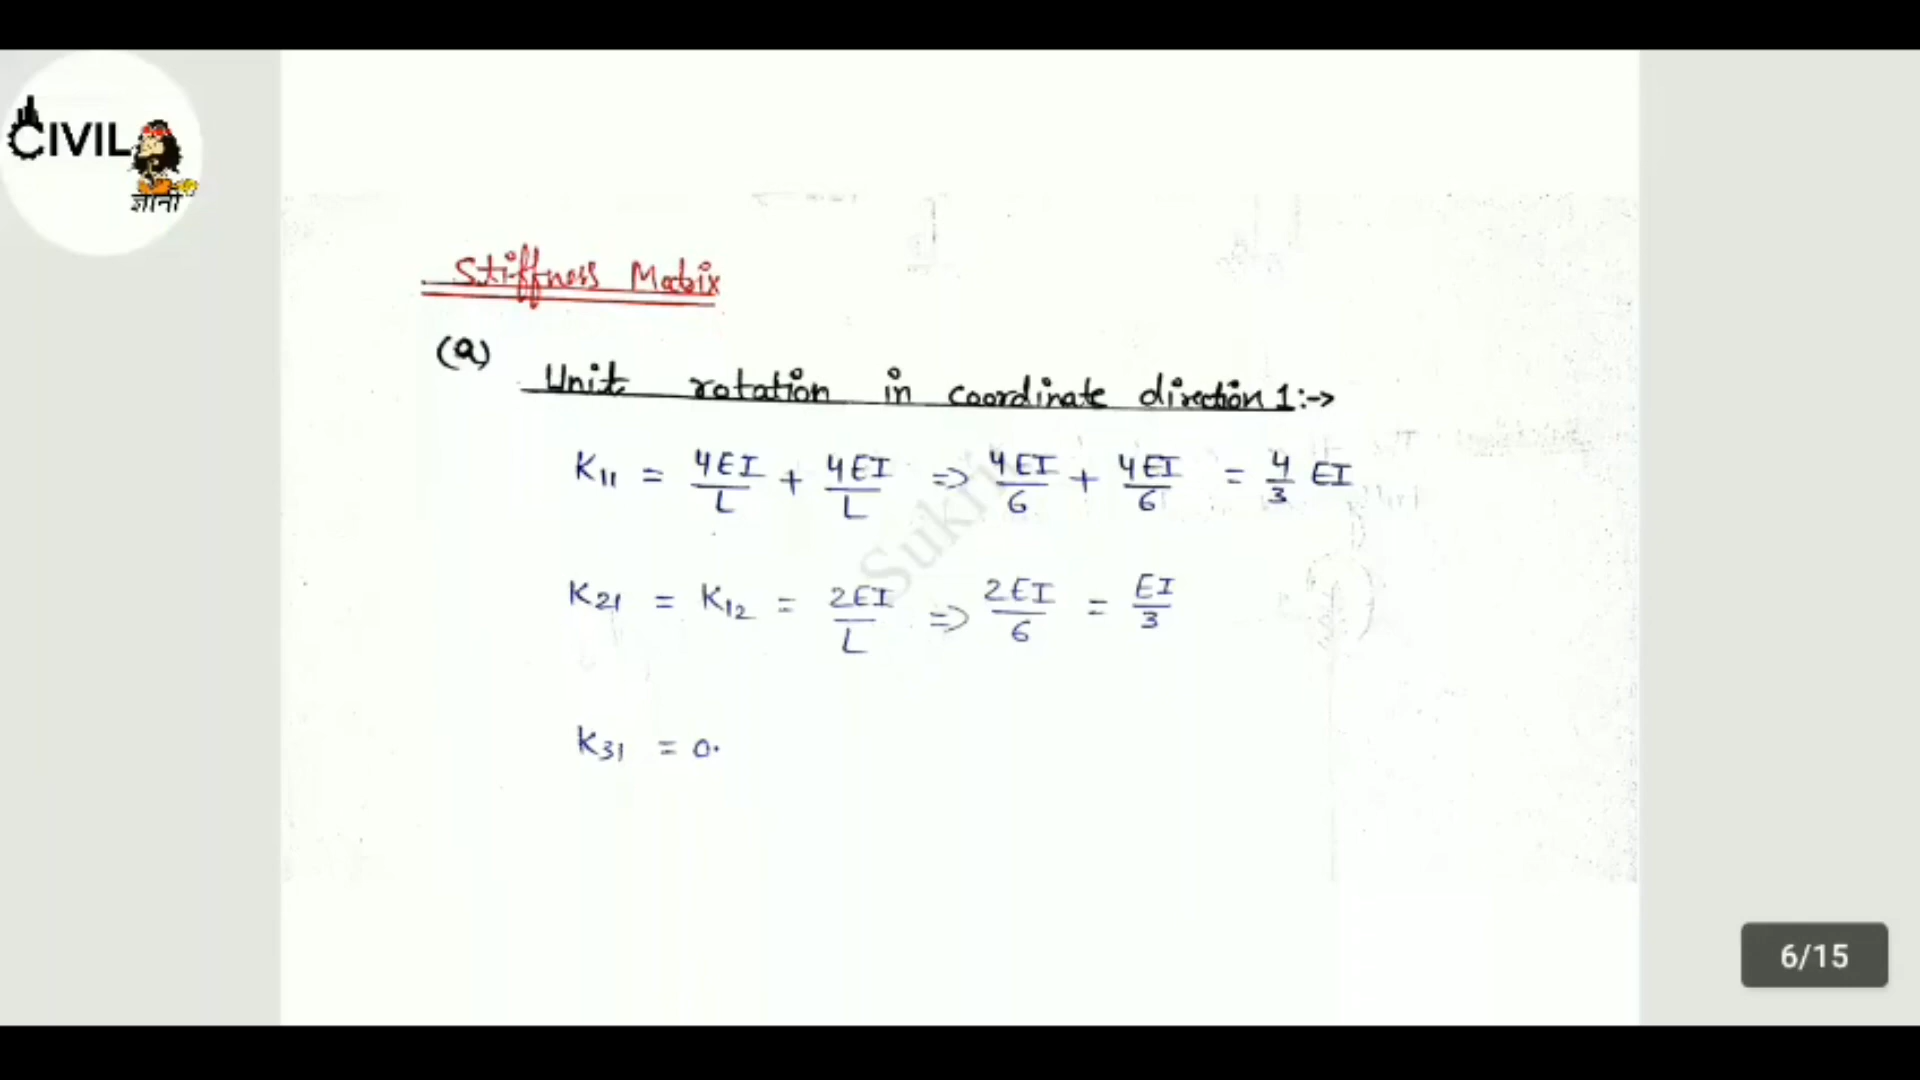 CIVIL
ज्ञानी
Stiffness Matrix
(a)
Unit rotation in coordinate direction 1:->
K11 = 4EI/L + 4EI/L => 4EI/6 + 4EI/6 = 4/3 EI
K21 = K12 = 2EI/L => 2EI/6 = EI/3
K31 = 0.
Sukri
6/15